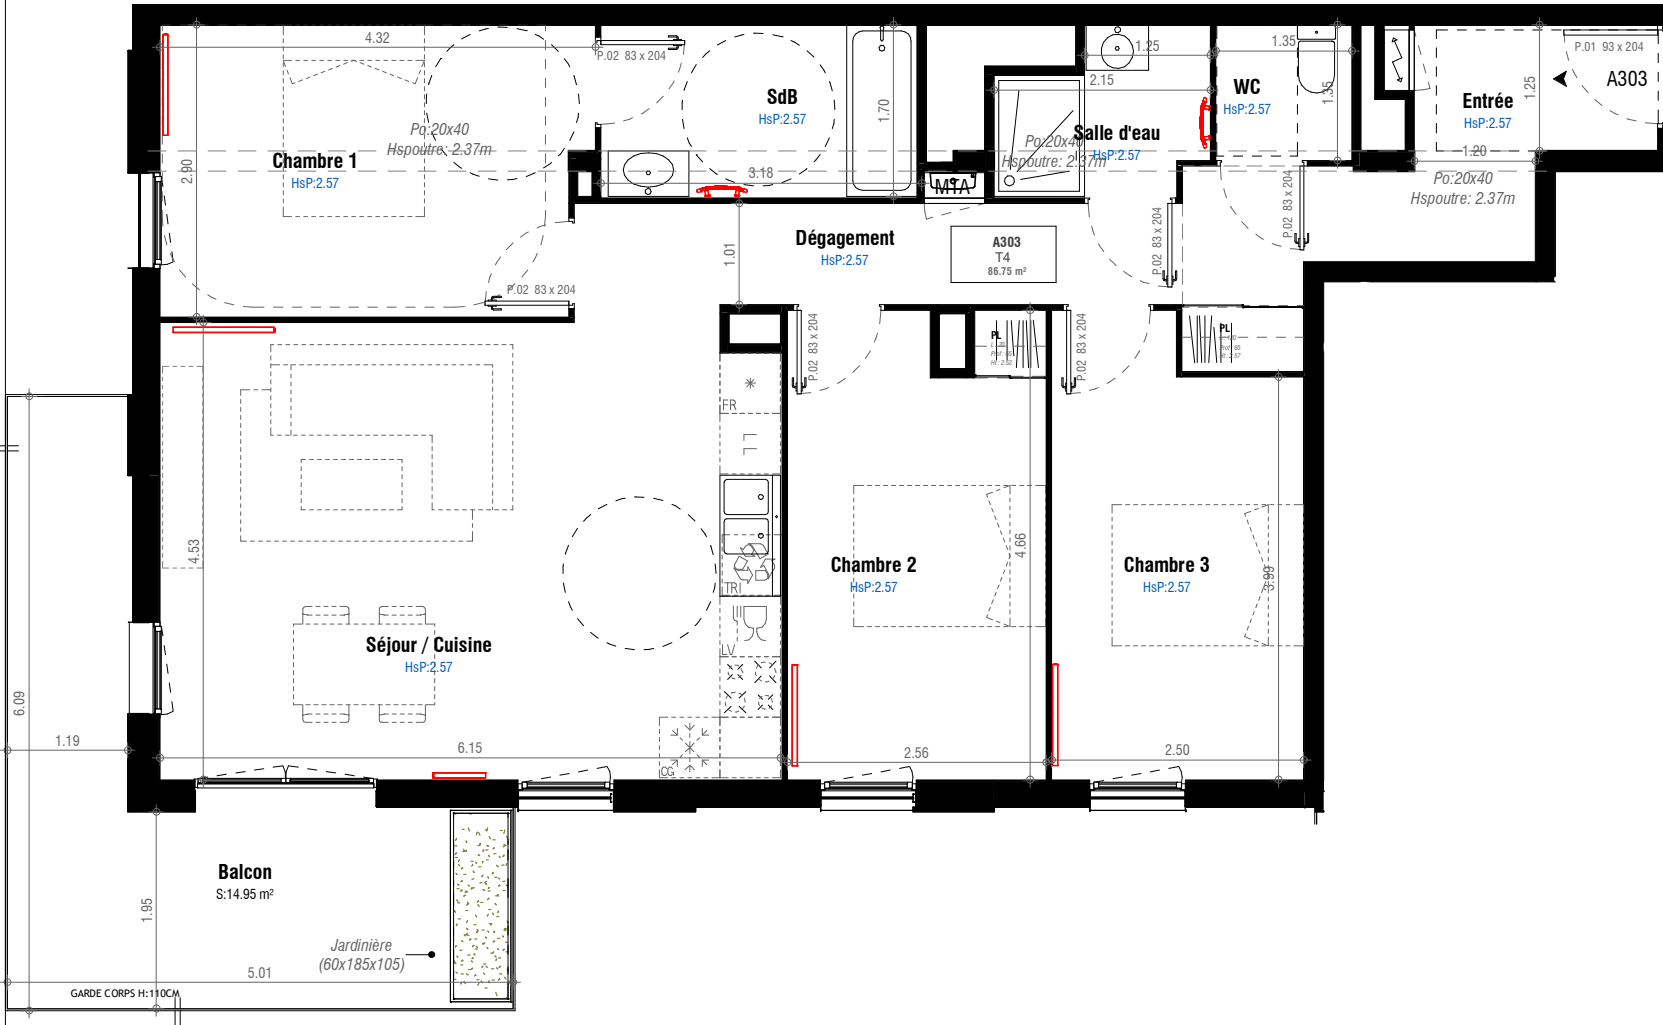 4.32
P.02 83 x 204
1.25
1.35
P.01 93 x 204
A303
2.15
SdB
HsP:2.57
1.70
WC
HsP:2.57
1.35
Entrée
HsP:2.57
1.25
Po:20x40
Hspoutre: 2.37m
Chambre 1
HsP:2.57
2.90
Salle d'eau
HsP:2.57
Po:20x40
Hspoutre: 2.37m
1.20
Po:20x40
Hspoutre: 2.37m
3.18
MTA
P.02 83 x 204
P.02 83 x 204
Dégagement
HsP:2.57
1.01
A303
T4
86.75 m²
P.02 83 x 204
P.02 83 x 204
P.02 83 x 204
PL
PL
FR
LL
4.53
4.66
3.99
Chambre 2
HsP:2.57
Chambre 3
HsP:2.57
TRI
LV
Séjour / Cuisine
HsP:2.57
6.09
1.19
6.15
CG
2.56
2.50
Balcon
S:14.95 m²
1.95
Jardinière
(60x185x105)
5.01
GARDE CORPS H:110CM